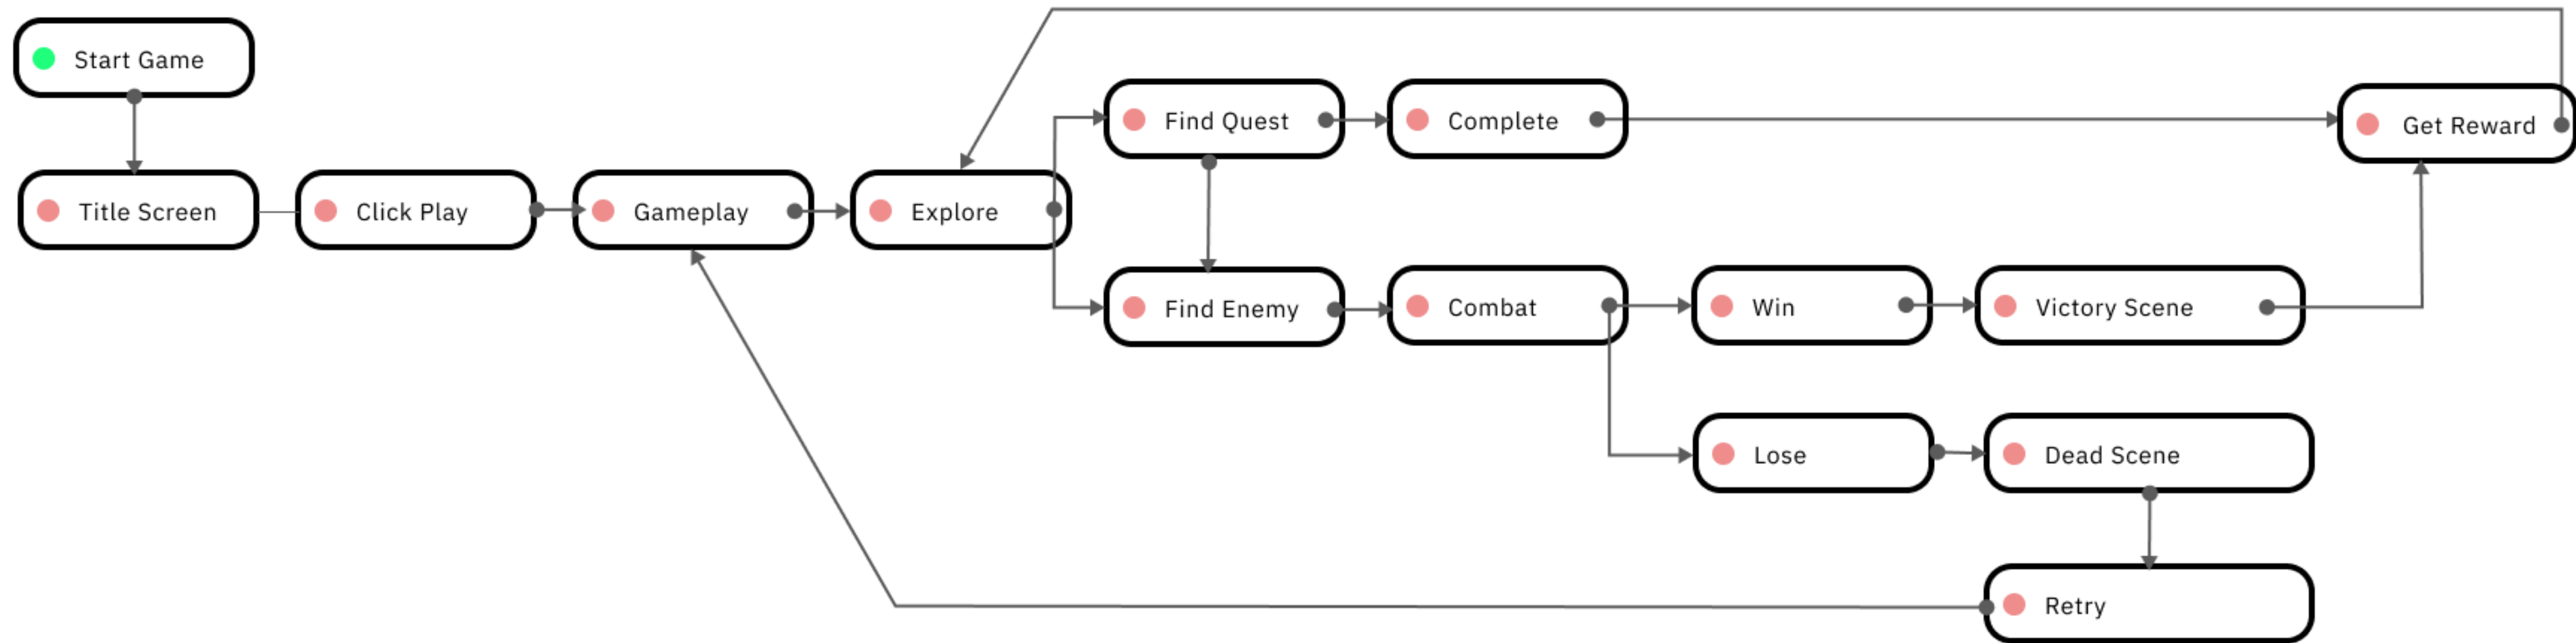 Start Game
Title Screen
Click Play
Gameplay
Explore
Find Quest
Complete
Get Reward
Find Enemy
Combat
Win
Victory Scene
Lose
Dead Scene
Retry